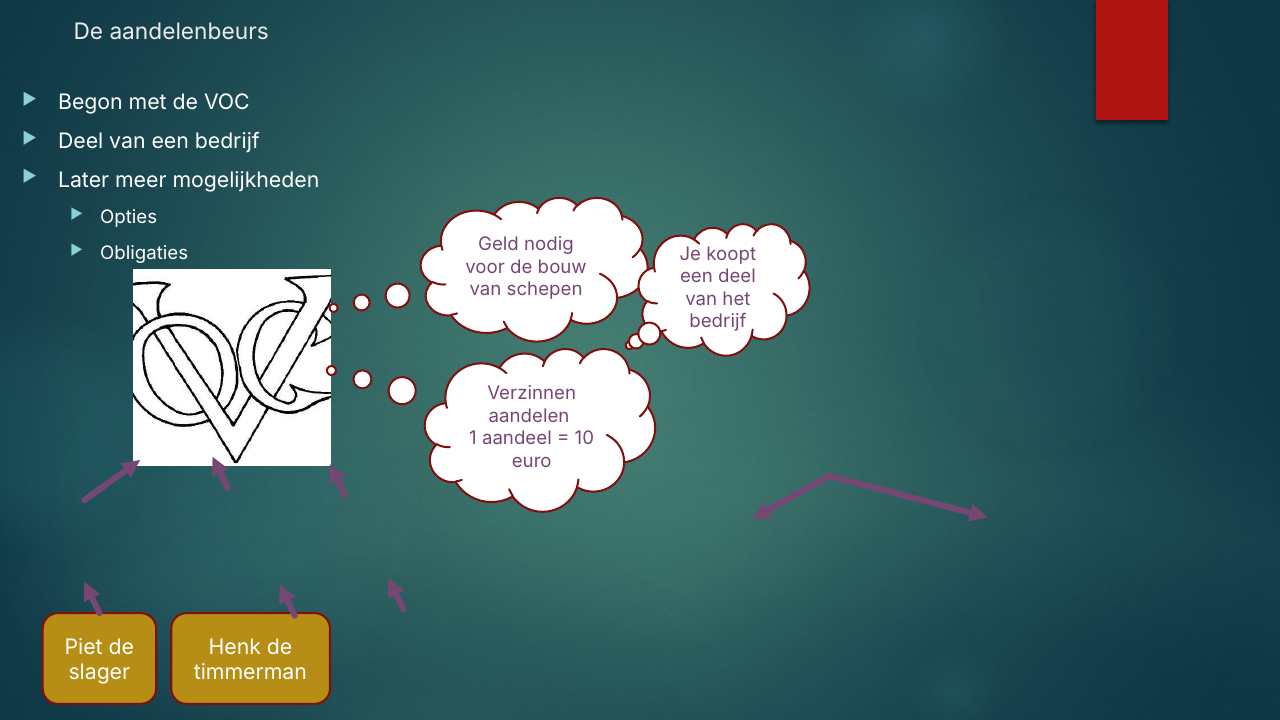 De aandelenbeurs
Begon met de VOC
Deel van een bedrijf
Later meer mogelijkheden
Opties
Obligaties
VOC
Geld nodig
voor de bouw
van schepen
Je koopt
een deel
van het
bedrijf
Verzinnen
aandelen
1 aandeel = 10
euro
Piet de
slager
Henk de
timmerman